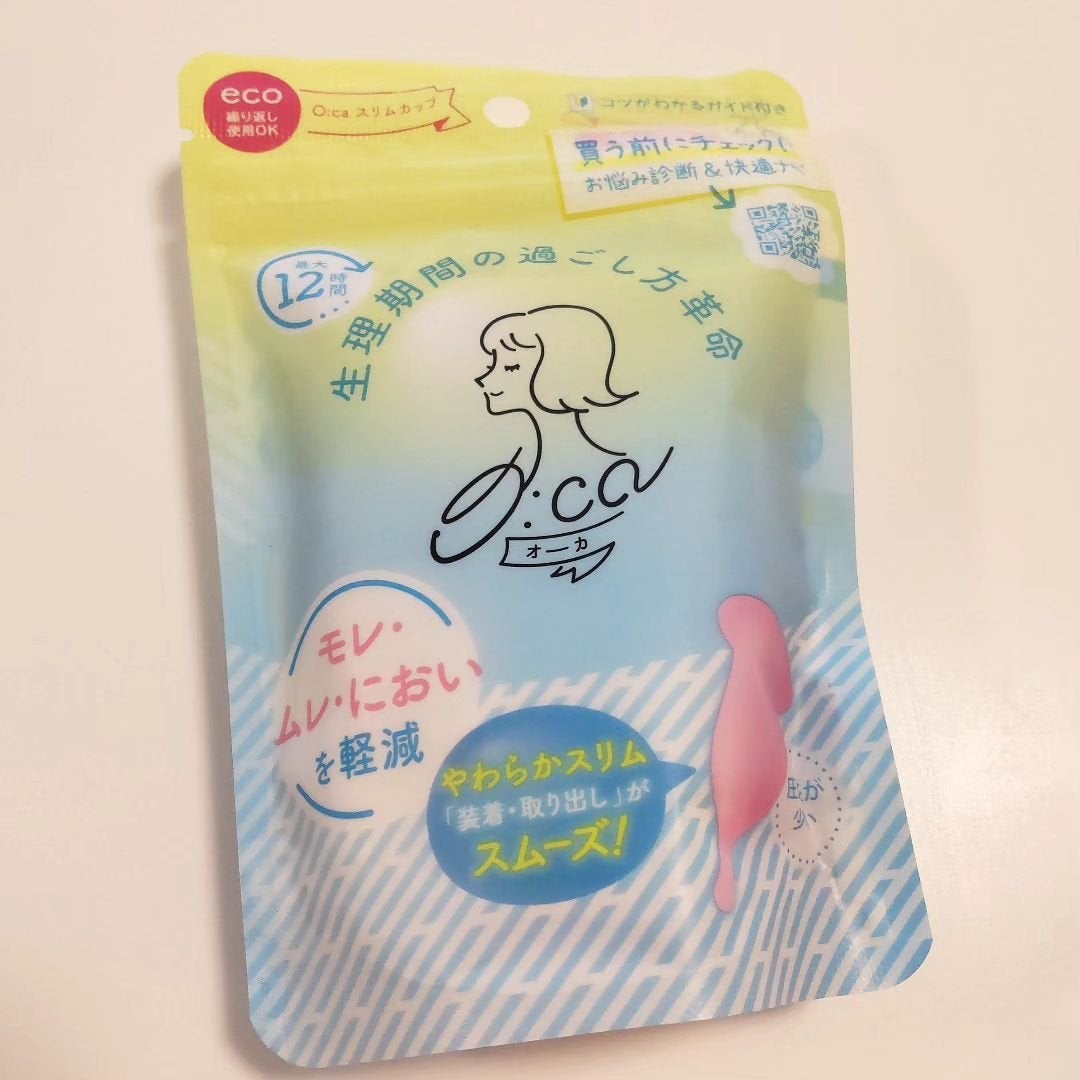 eco
繰り返し
使用OK
O:ca スリムカップ
コツがわかるガイド付き
買う前にチェック
お悩み診断&快適ナ
最大
12時間
生理期間の過ごし方革命
o:ca
オーカ
モレ・
ムレ・におい
を軽減
やわらかスリム
「装着・取り出し」が
スムーズ!